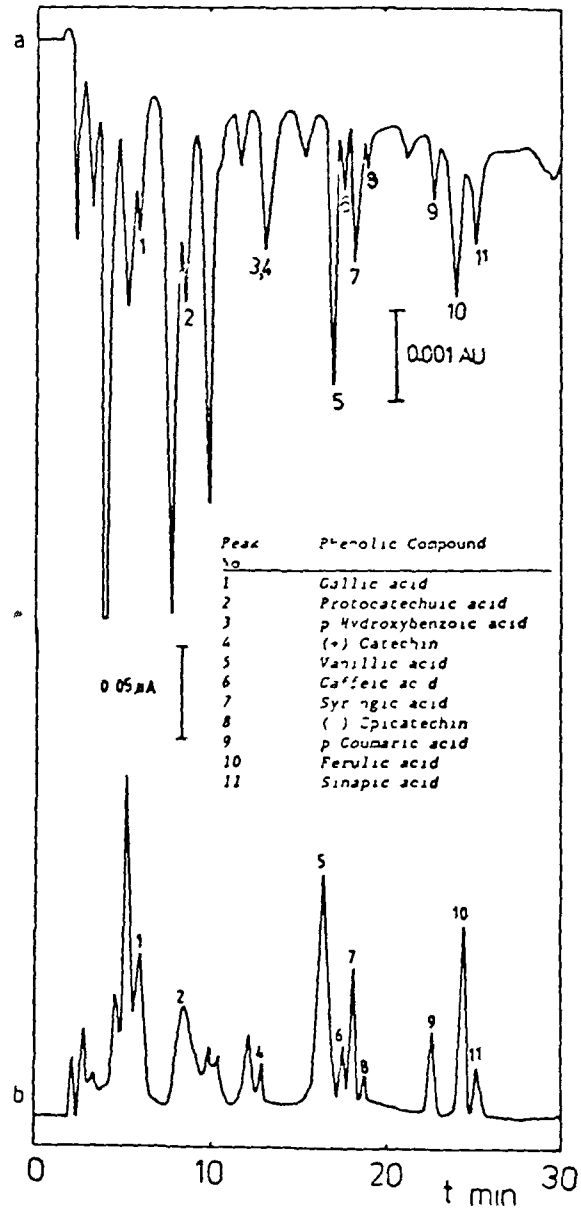 a
1
2
3,4
5
7
8
9
10
11
0.001 AU
Peak Phenolic Compound
No
1 Gallic acid
2 Protocatechuic acid
3 p Hydroxybenzoic acid
4 (+) Catechin
5 Vanillic acid
6 Caffeic acid
7 Syringic acid
8 (-) Epicatechin
9 p Coumaric acid
10 Ferulic acid
11 Sinapic acid
0.05 µA
b
1
2
4
5
6
7
8
9
10
11
0 10 20 30
t min